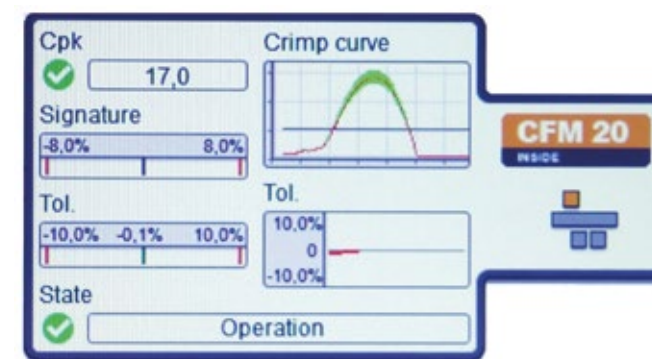 Cpk
17,0
Signature
-8,0% 8,0%
Tol.
-10,0% -0,1% 10,0%
State
Operation
Crimp curve
Tol.
10,0%
0
-10,0%
CFM 20
INSIDE